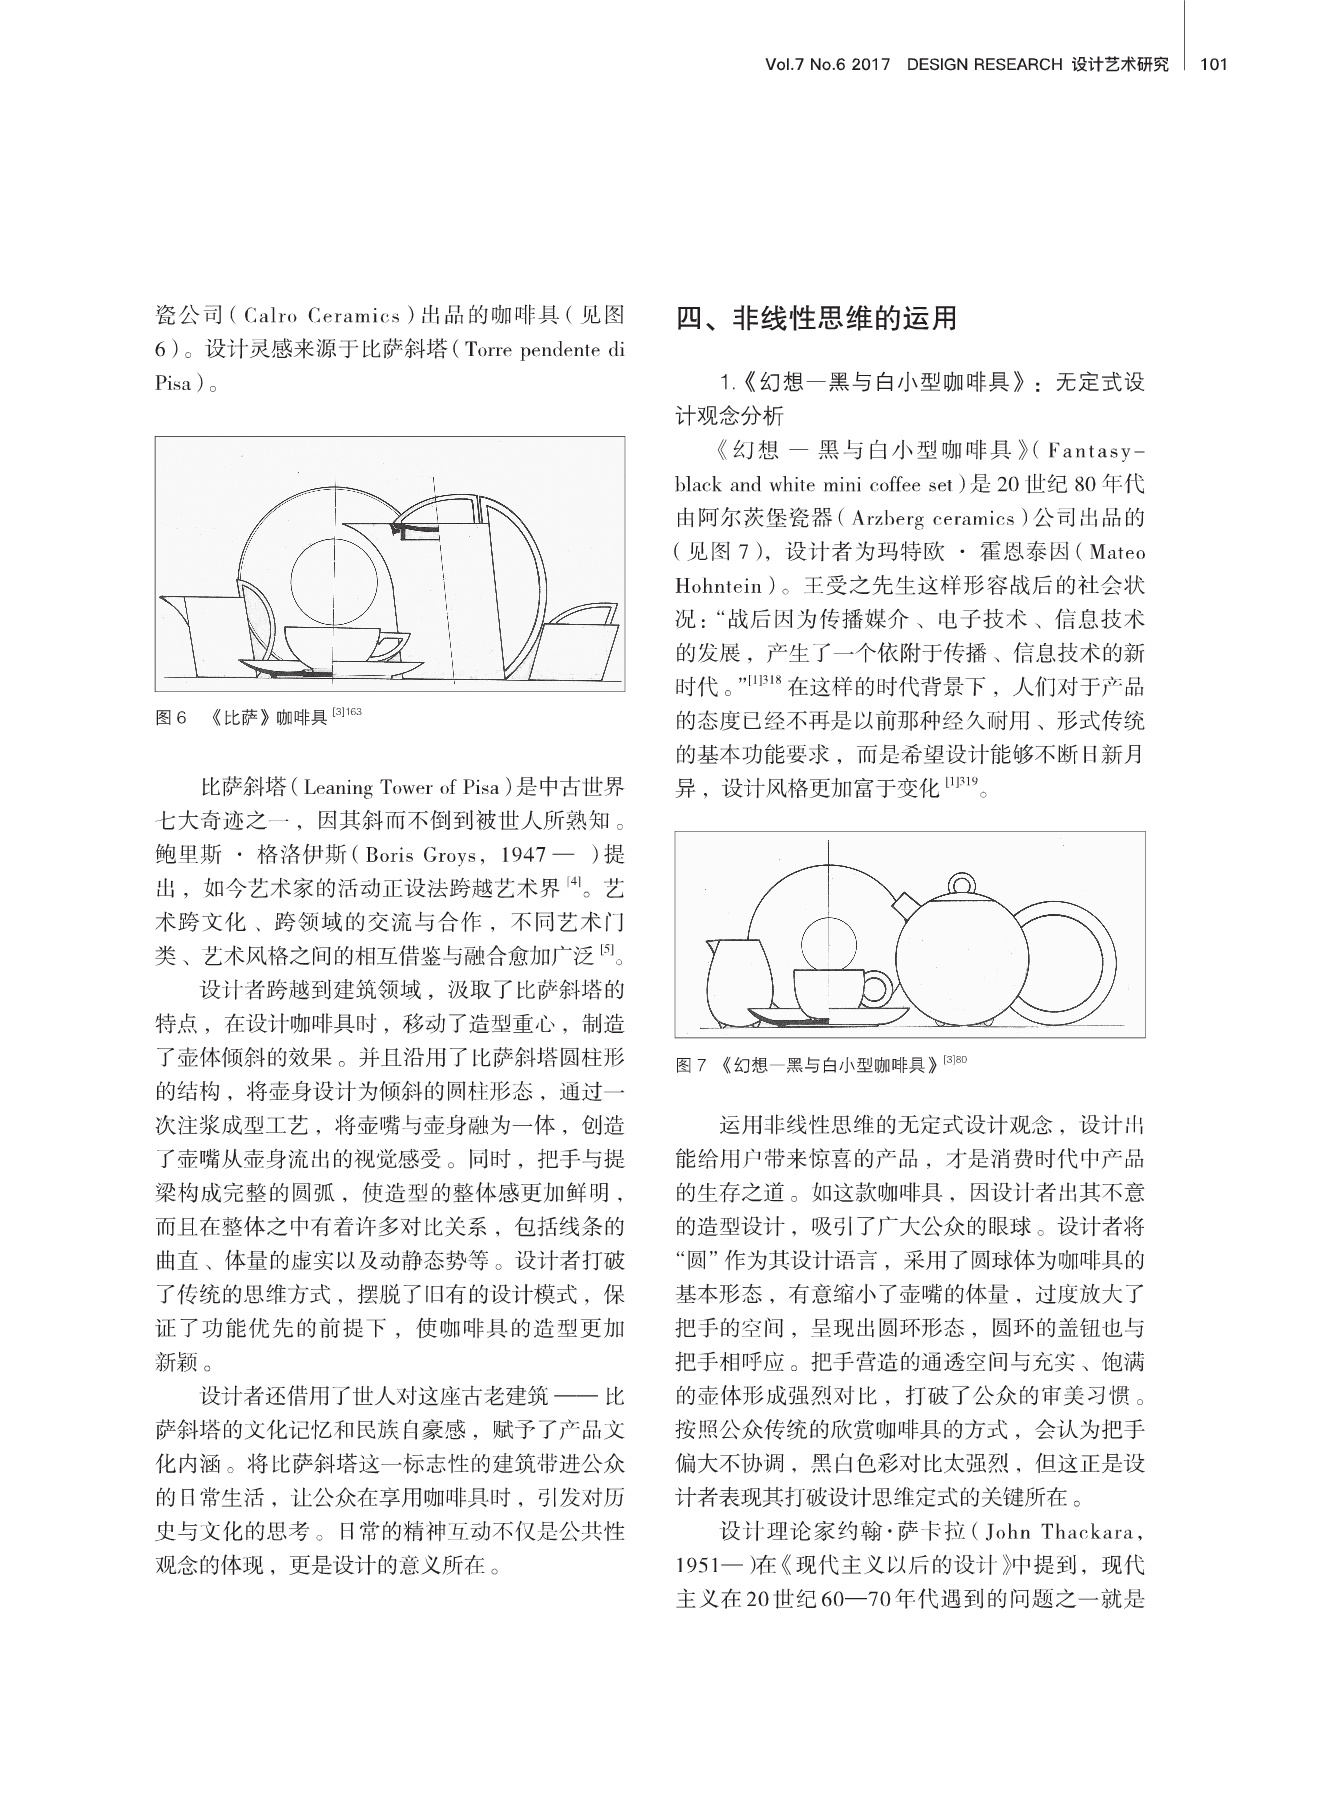 Vol.7 No.6 2017 DESIGN RESEARCH 设计艺术研究 101
瓷公司（Calro Ceramics）出品的咖啡具（见图
6）。设计灵感来源于比萨斜塔（Torre pendente di
Pisa）。
图 6 《比萨》咖啡具 [3]163
比萨斜塔（Leaning Tower of Pisa）是中古世界
七大奇迹之一，因其斜而不倒到被世人所熟知。
鲍里斯·格洛伊斯（Boris Groys, 1947— ）提
出，如今艺术家的活动正设法跨越艺术界[4]。艺
术跨文化、跨领域的交流与合作，不同艺术门
类、艺术风格之间的相互借鉴与融合愈加广泛[5]。
设计者跨越到建筑领域，汲取了比萨斜塔的
特点，在设计咖啡具时，移动了造型重心，制造
了壶体倾斜的效果。并且沿用了比萨斜塔圆柱形
的结构，将壶身设计为倾斜的圆柱形态，通过一
次注浆成型工艺，将壶嘴与壶身融为一体，创造
了壶嘴从壶身流出的视觉感受。同时，把手与提
梁构成完整的圆弧，使造型的整体感更加鲜明，
而且在整体之中有着许多对比关系，包括线条的
曲直、体量的虚实以及动静态势等。设计者打破
了传统的思维方式，摆脱了旧有的设计模式，保
证了功能优先的前提下，使咖啡具的造型更加
新颖。
设计者还借用了世人对这座古老建筑——比
萨斜塔的文化记忆和民族自豪感，赋予了产品文
化内涵。将比萨斜塔这一标志性的建筑带进公众
的日常生活，让公众在享用咖啡具时，引发对历
史与文化的思考。日常的精神互动不仅是公共性
观念的体现，更是设计的意义所在。
四、非线性思维的运用
1.《幻想—黑与白小型咖啡具》：无定式设
计观念分析
《幻想 — 黑与白小型咖啡具》（Fantasy-
black and white mini coffee set）是 20 世纪 80 年代
由阿尔茨堡瓷器（Arzberg ceramics）公司出品的
（见图 7），设计者为玛特欧·霍恩泰因（Mateo
Hohntein）。王受之先生这样形容战后的社会状
况：“战后因为传播媒介、电子技术、信息技术
的发展，产生了一个依附于传播、信息技术的新
时代。”[1]318 在这样的时代背景下，人们对于产品
的态度已经不再是以前那种经久耐用、形式传统
的基本功能要求，而是希望设计能够不断日新月
异，设计风格更加富于变化[1]319。
图 7 《幻想—黑与白小型咖啡具》[3]80
运用非线性思维的无定式设计观念，设计出
能给用户带来惊喜的产品，才是消费时代中产品
的生存之道。如这款咖啡具，因设计者出其不意
的造型设计，吸引了广大公众的眼球。设计者将
“圆”作为其设计语言，采用了圆球体为咖啡具的
基本形态，有意缩小了壶嘴的体量，过度放大了
把手的空间，呈现出圆环形态，圆环的盖钮也与
把手相呼应。把手营造的通透空间与充实、饱满
的壶体形成强烈对比，打破了公众的审美习惯。
按照公众传统的欣赏咖啡具的方式，会认为把手
偏大不协调，黑白色彩对比太强烈，但这正是设
计者表现其打破设计思维定式的关键所在。
设计理论家约翰·萨卡拉（John Thackara,
1951— ）在《现代主义以后的设计》中提到，现代
主义在20世纪60—70年代遇到的问题之一就是